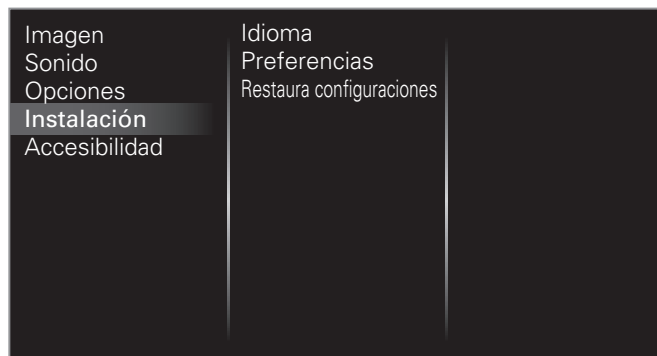 Imagen
Sonido
Opciones
Instalación
Accesibilidad
Idioma
Preferencias
Restaura configuraciones